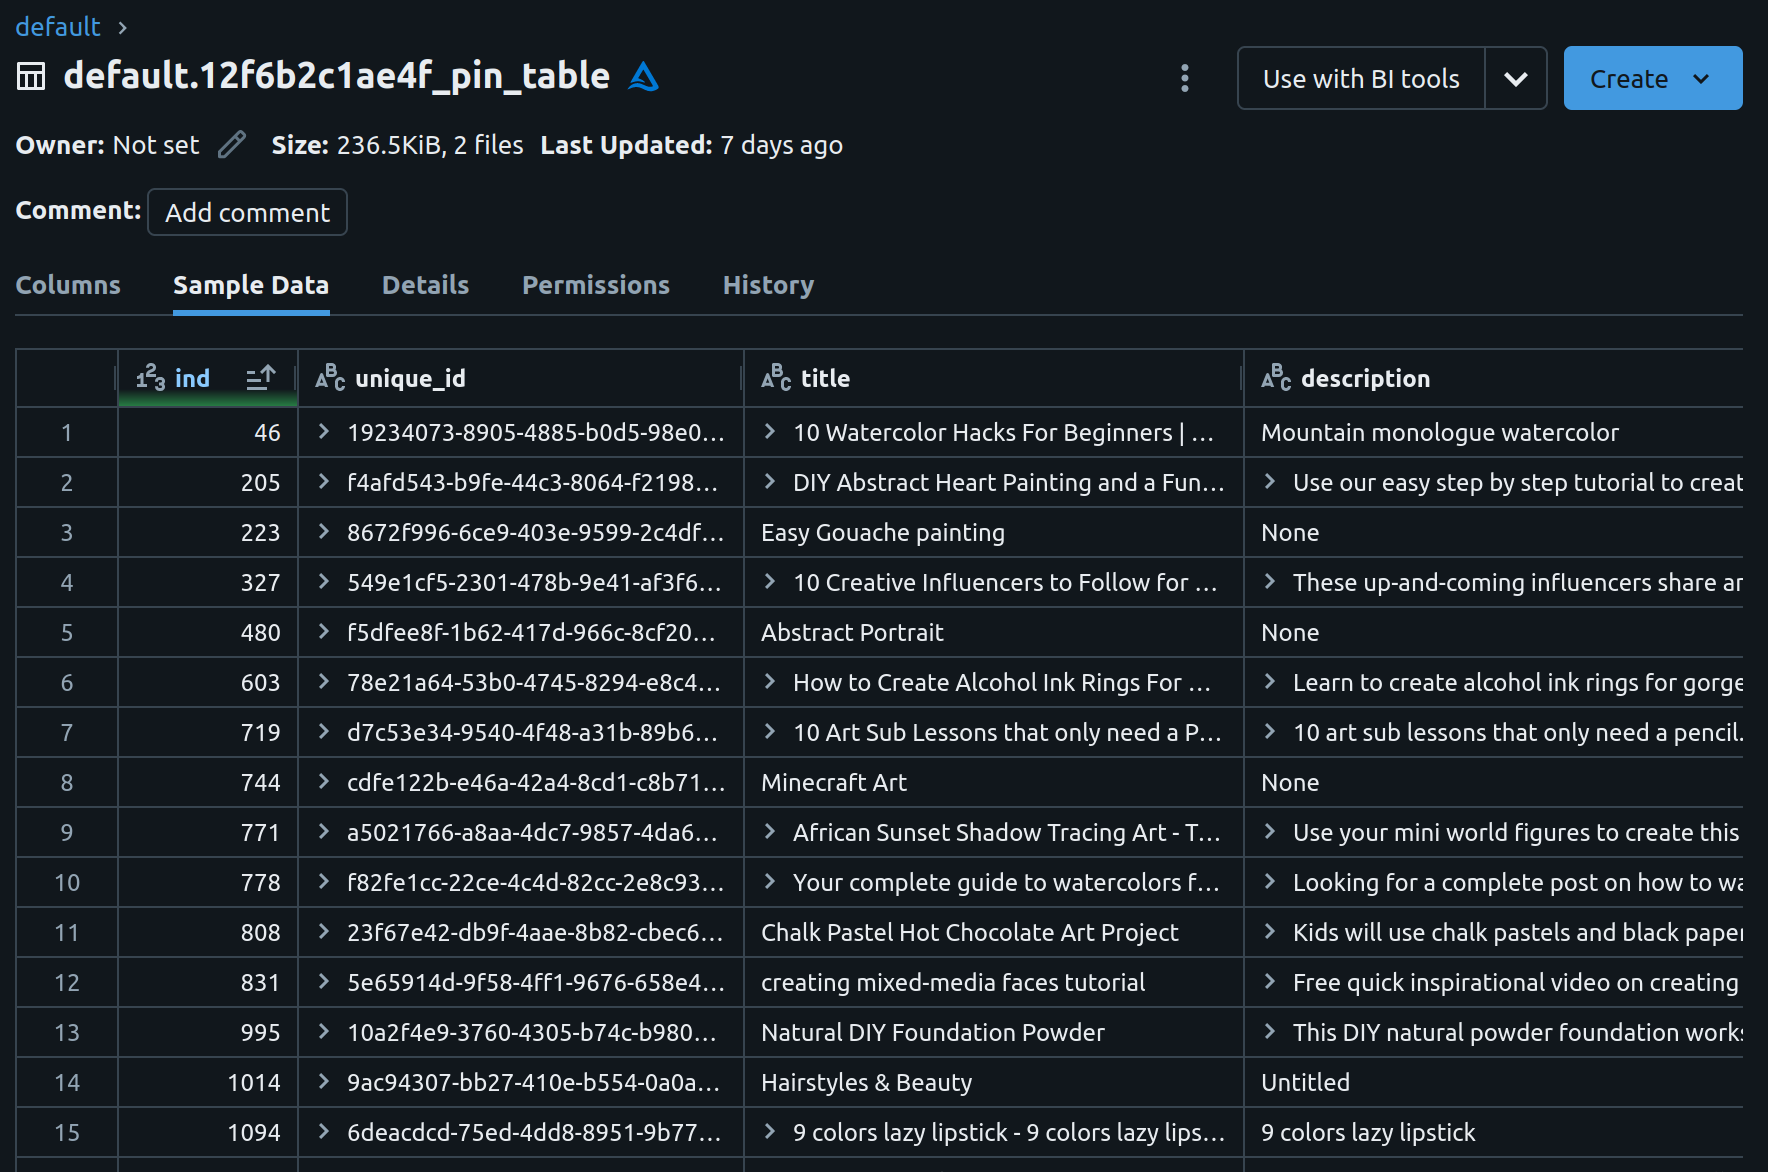 default >
default.12f6b2c1ae4f_pin_table
Use with BI tools
Create
Owner: Not set Size: 236.5KiB, 2 files Last Updated: 7 days ago
Comment: Add comment
Columns Sample Data Details Permissions History
123 ind ABC unique_id ABC title ABC description
1 46 > 19234073-8905-4885-b0d5-98e0... > 10 Watercolor Hacks For Beginners | ... Mountain monologue watercolor
2 205 > f4afd543-b9fe-44c3-8064-f2198... > DIY Abstract Heart Painting and a Fun... > Use our easy step by step tutorial to creat
3 223 > 8672f996-6ce9-403e-9599-2c4df... Easy Gouache painting None
4 327 > 549e1cf5-2301-478b-9e41-af3f6... > 10 Creative Influencers to Follow for ... > These up-and-coming influencers share ar
5 480 > f5dfee8f-1b62-417d-966c-8cf20... Abstract Portrait None
6 603 > 78e21a64-53b0-4745-8294-e8c4... > How to Create Alcohol Ink Rings For ... > Learn to create alcohol ink rings for gorge
7 719 > d7c53e34-9540-4f48-a31b-89b6... > 10 Art Sub Lessons that only need a P... > 10 art sub lessons that only need a pencil.
8 744 > cdfe122b-e46a-42a4-8cd1-c8b71... Minecraft Art None
9 771 > a5021766-a8aa-4dc7-9857-4da6... > African Sunset Shadow Tracing Art - T... > Use your mini world figures to create this
10 778 > f82fe1cc-22ce-4c4d-82cc-2e8c93... > Your complete guide to watercolors f... > Looking for a complete post on how to wa
11 808 > 23f67e42-db9f-4aae-8b82-cbec6... Chalk Pastel Hot Chocolate Art Project > Kids will use chalk pastels and black paper
12 831 > 5e65914d-9f58-4ff1-9676-658e4... creating mixed-media faces tutorial > Free quick inspirational video on creating
13 995 > 10a2f4e9-3760-4305-b74c-b980... Natural DIY Foundation Powder > This DIY natural powder foundation works
14 1014 > 9ac94307-bb27-410e-b554-0a0a... Hairstyles & Beauty Untitled
15 1094 > 6deacdcd-75ed-4dd8-8951-9b77... > 9 colors lazy lipstick - 9 colors lazy lips... 9 colors lazy lipstick